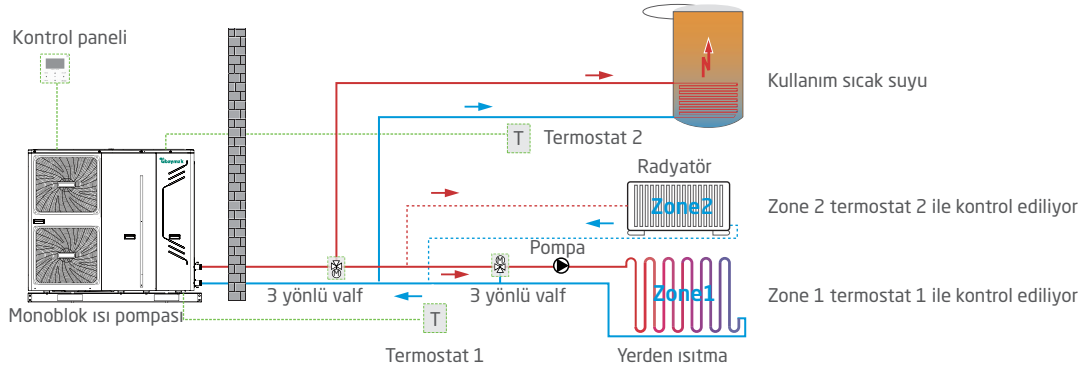 Kontrol paneli
Kullanım sıcak suyu
T
Termostat 2
baymak
Radyatör
Zone2
Zone 2 termostat 2 ile kontrol ediliyor
Pompa
3 yönlü valf
3 yönlü valf
Zone1
Zone 1 termostat 1 ile kontrol ediliyor
Monoblok ısı pompası
T
Termostat 1
Yerden ısıtma